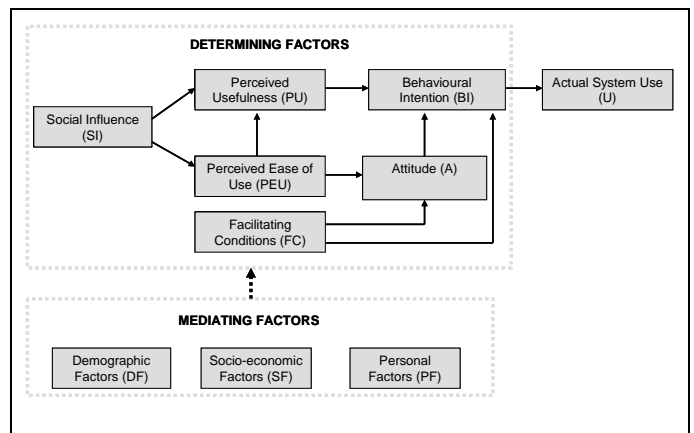 DETERMINING FACTORS
Perceived
Usefulness (PU)
Behavioural
Intention (BI)
Actual System Use
(U)
Social Influence
(SI)
Perceived Ease of
Use (PEU)
Attitude (A)
Facilitating
Conditions (FC)
MEDIATING FACTORS
Demographic
Factors (DF)
Socio-economic
Factors (SF)
Personal
Factors (PF)